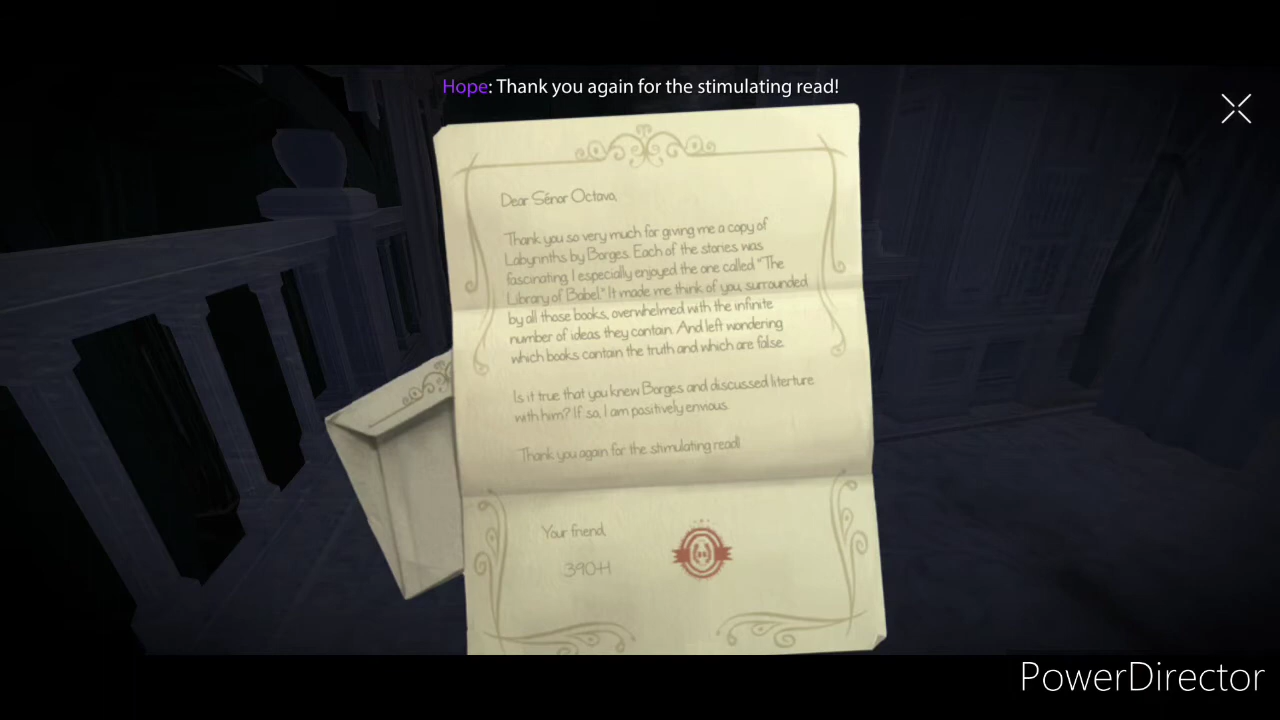 Hope: Thank you again for the stimulating read!
Dear Sénor Octavo,
Thank you so very much for giving me a copy of
Labyrinths by Borges. Each of the stories was
fascinating. I especially enjoyed the one called "The
Library of Babel." It made me think of you, surrounded
by all those books, overwhelmed with the infinite
number of ideas they contain. And left wondering
which books contain the truth and which are false.
Is it true that you knew Borges and discussed literture
with him? If so, I am positively envious.
Thank you again for the stimulating read!
Your friend,
390-H
PowerDirector